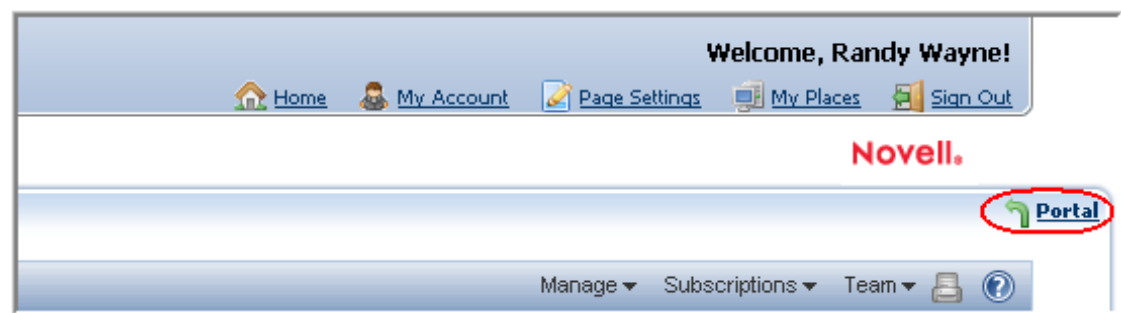 Welcome, Randy Wayne!
Home My Account Page Settings My Places Sign Out
Novell®
Portal
Manage Subscriptions Team ?